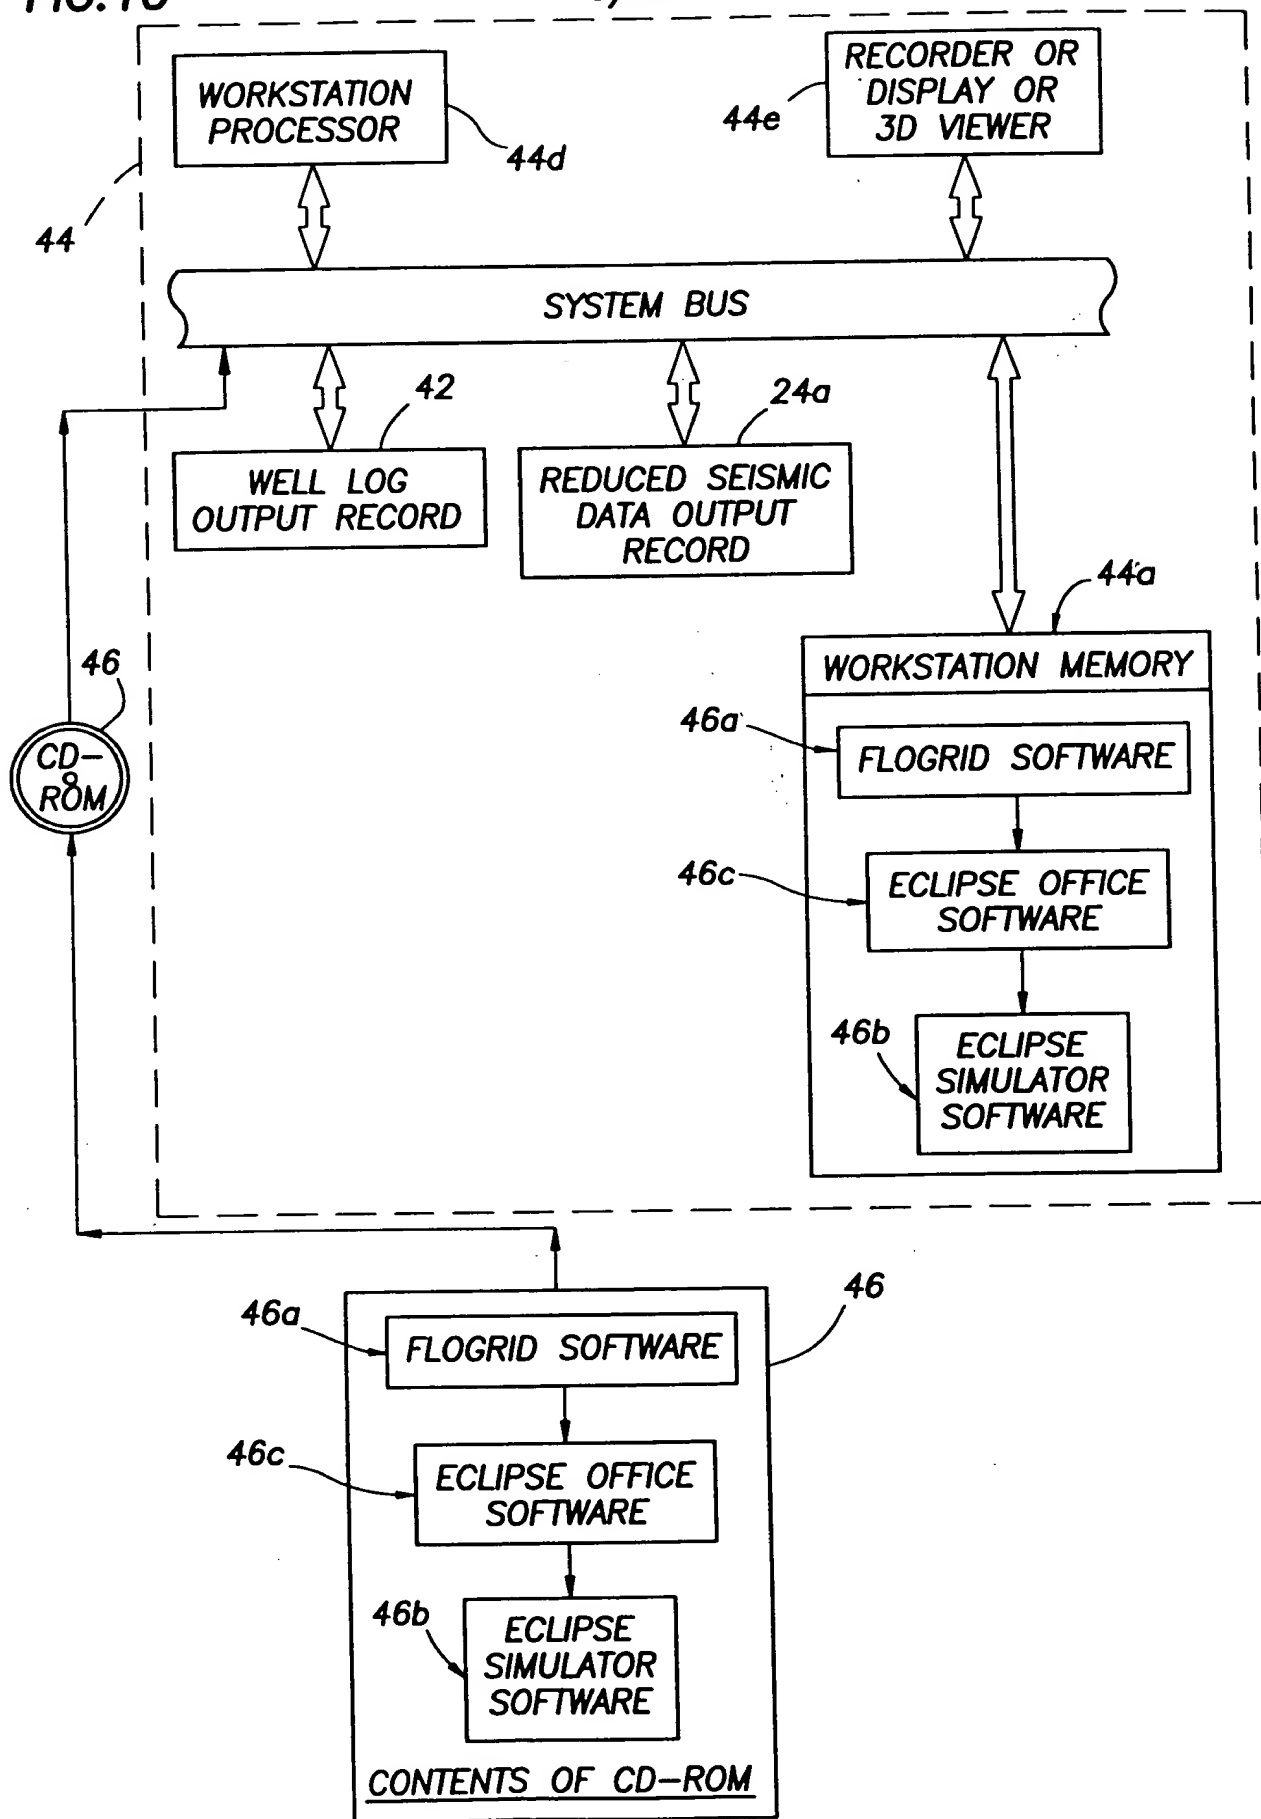 WORKSTATION
PROCESSOR
44d
RECORDER OR
DISPLAY OR
3D VIEWER
44e
44
SYSTEM BUS
42
WELL LOG
OUTPUT RECORD
24a
REDUCED SEISMIC
DATA OUTPUT
RECORD
44a
WORKSTATION MEMORY
46a
FLOGRID SOFTWARE
46c
ECLIPSE OFFICE
SOFTWARE
46b
ECLIPSE
SIMULATOR
SOFTWARE
46
CD-
ROM
46
46a
FLOGRID SOFTWARE
46c
ECLIPSE OFFICE
SOFTWARE
46b
ECLIPSE
SIMULATOR
SOFTWARE
CONTENTS OF CD-ROM